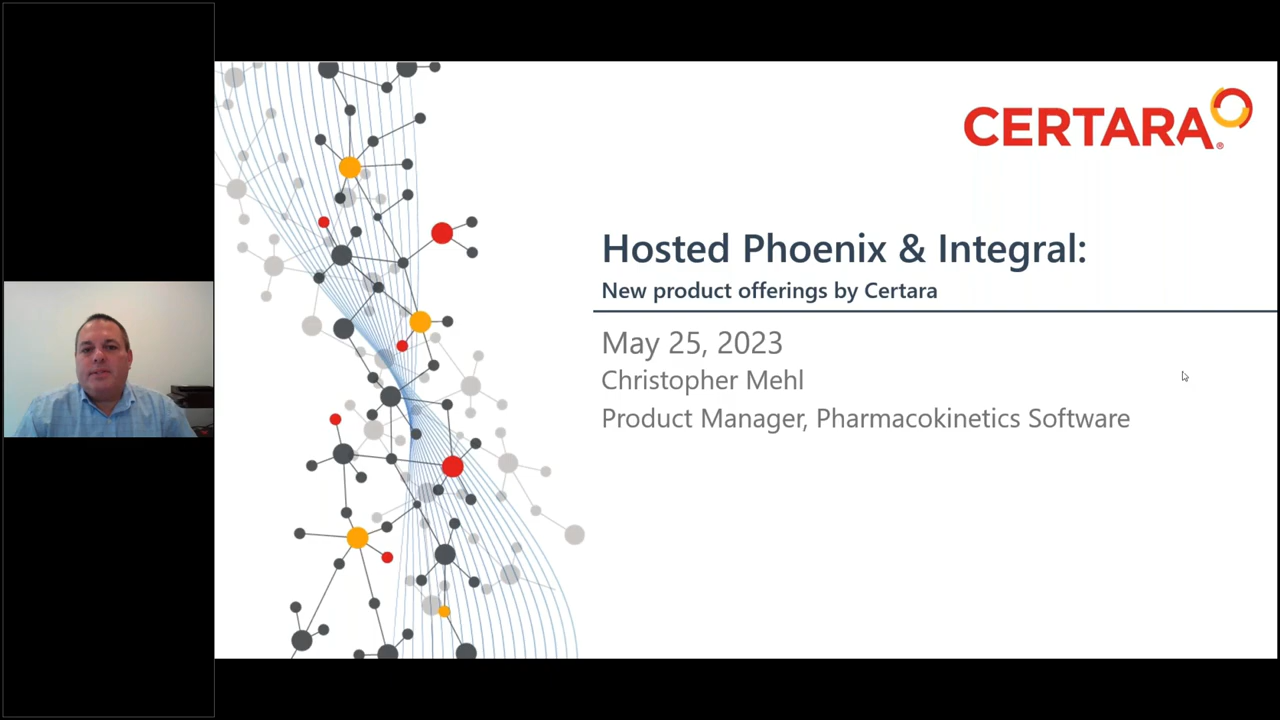 CERTARA®
Hosted Phoenix & Integral:
New product offerings by Certara
May 25, 2023
Christopher Mehl
Product Manager, Pharmacokinetics Software